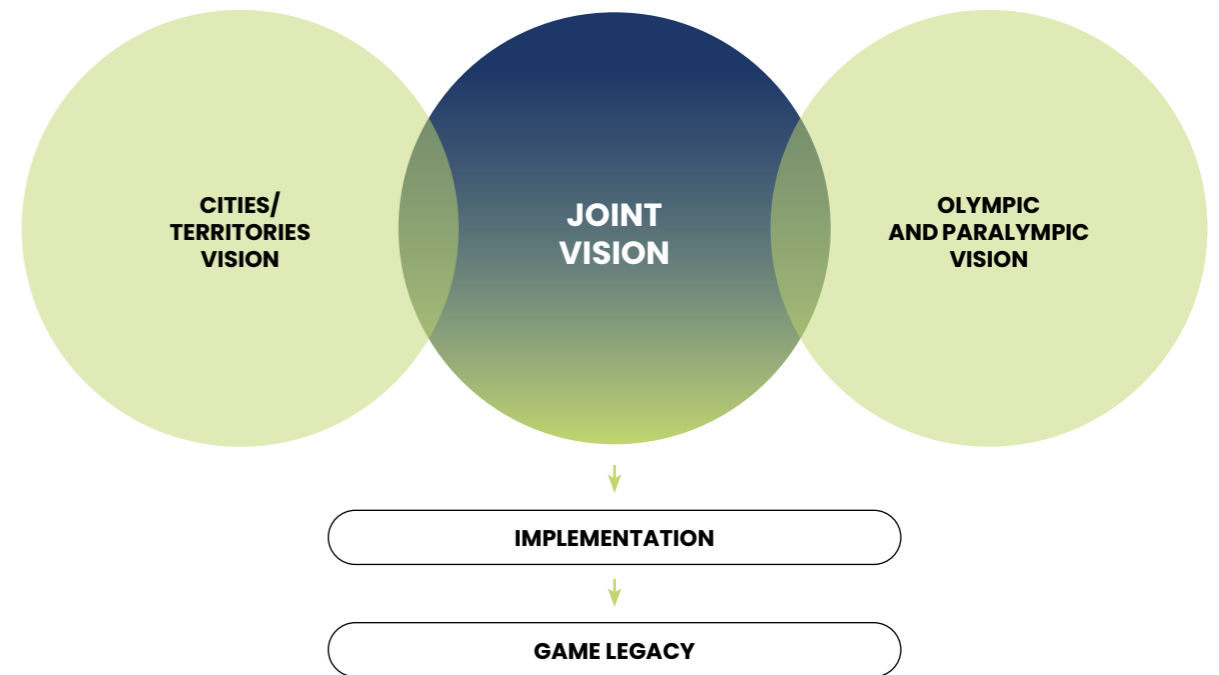 CITIES/
TERRITORIES
VISION
JOINT
VISION
OLYMPIC
AND PARALYMPIC
VISION
IMPLEMENTATION
GAME LEGACY